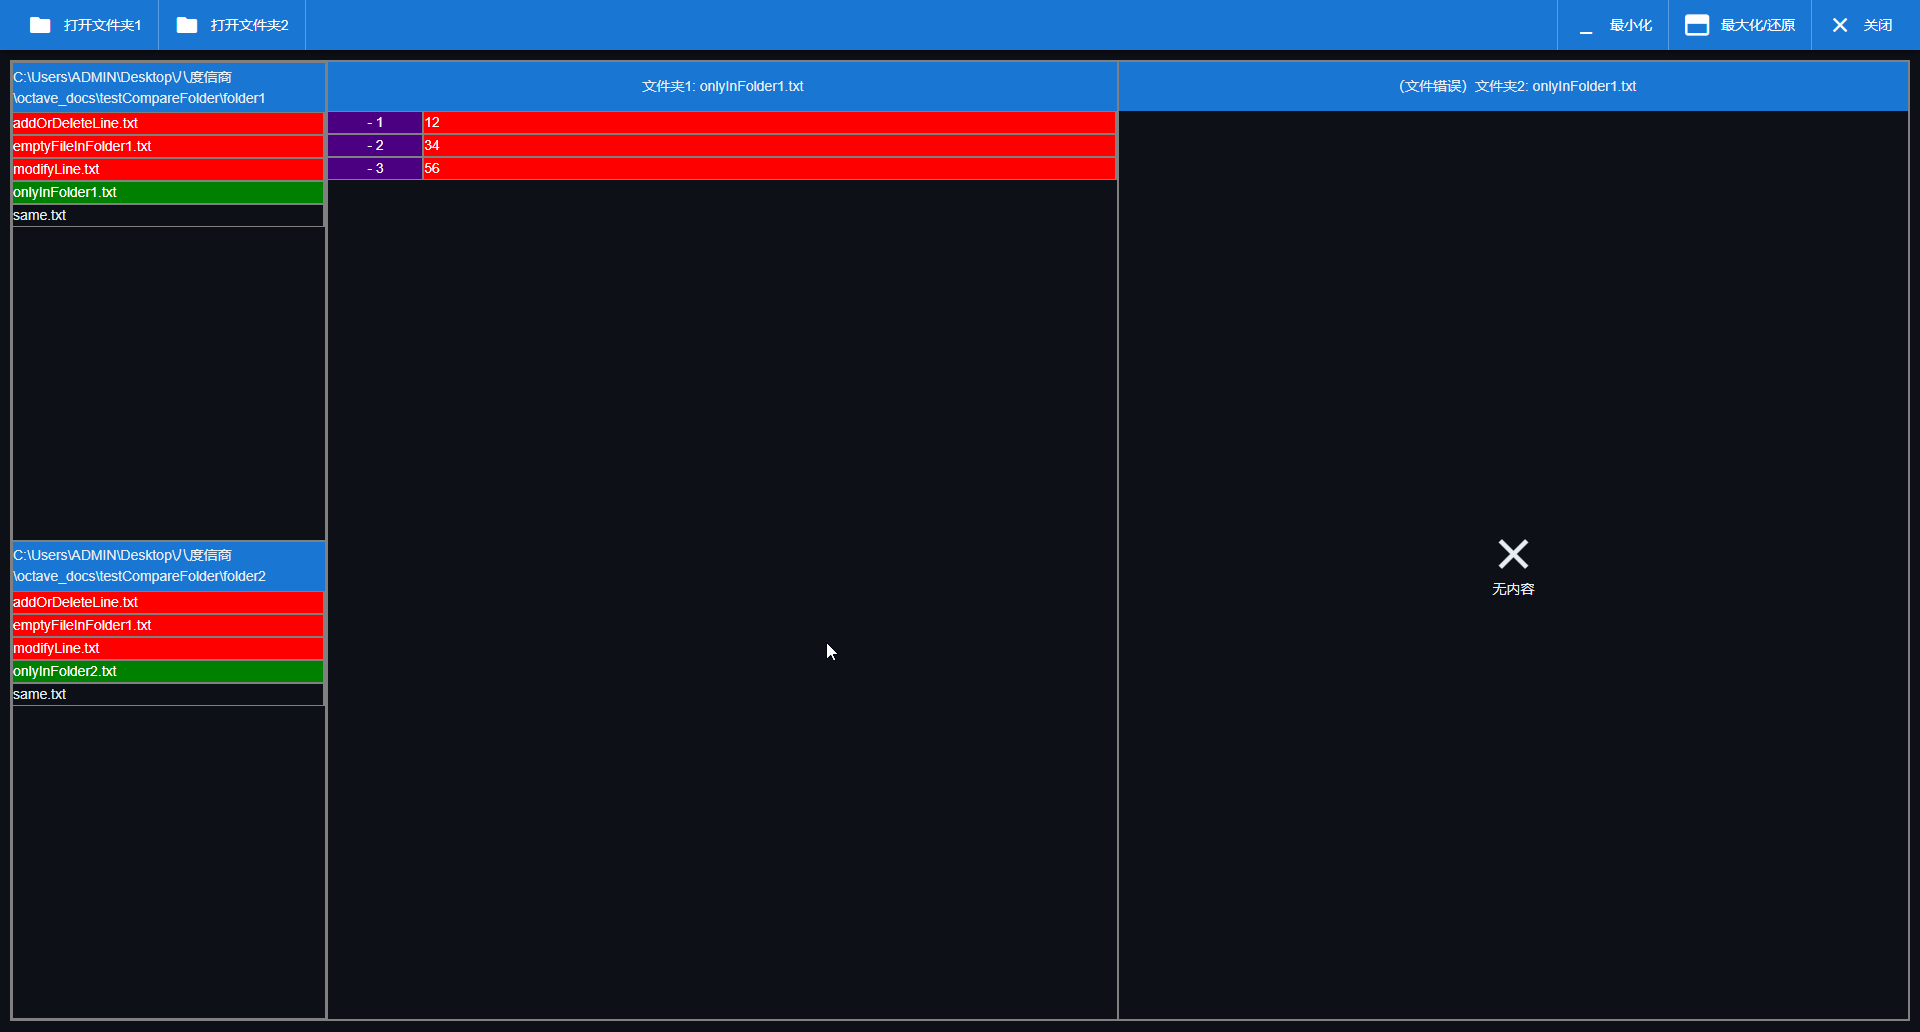 打开文件夹1
打开文件夹2
最小化
最大化/还原
关闭
C:\Users\ADMIN\Desktop\八度信商
\octave_docs\testCompareFolder\folder1
addOrDeleteLine.txt
emptyFileInFolder1.txt
modifyLine.txt
onlyInFolder1.txt
same.txt
C:\Users\ADMIN\Desktop\八度信商
\octave_docs\testCompareFolder\folder2
addOrDeleteLine.txt
emptyFileInFolder1.txt
modifyLine.txt
onlyInFolder2.txt
same.txt
文件夹1: onlyInFolder1.txt
- 1 12
- 2 34
- 3 56
（文件错误）文件夹2: onlyInFolder1.txt
无内容